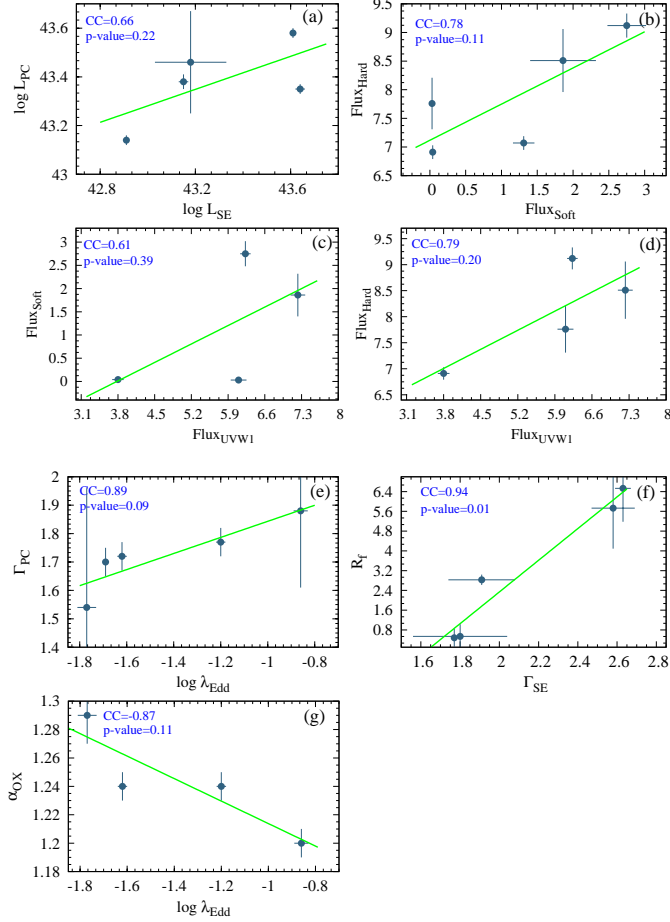 (a)
CC=0.66
p-value=0.22
43.6
43.4
43.2
43
log L_PC
42.8 43.2 43.6
log L_SE
(b)
CC=0.78
p-value=0.11
9.5
9
8.5
8
7.5
7
6.5
Flux_Hard
0 0.5 1 1.5 2 2.5 3
Flux_Soft
(c)
CC=0.61
p-value=0.39
3
2.5
2
1.5
1
0.5
0
Flux_Soft
3.1 3.8 4.5 5.2 5.9 6.6 7.3 8
Flux_UVW1
(d)
CC=0.79
p-value=0.20
9.5
9
8.5
8
7.5
7
6.5
Flux_Hard
3.1 3.8 4.5 5.2 5.9 6.6 7.3 8
Flux_UVW1
(e)
CC=0.89
p-value=0.09
2
1.9
1.8
1.7
1.6
1.5
1.4
Γ_PC
-1.8 -1.6 -1.4 -1.2 -1 -0.8
log λ_Edd
(f)
CC=0.94
p-value=0.01
6.4
5.6
4.8
4
3.2
2.4
1.6
0.8
R_f
1.6 1.8 2 2.2 2.4 2.6 2.8
Γ_SE
(g)
CC=-0.87
p-value=0.11
1.3
1.28
1.26
1.24
1.22
1.2
1.18
α_OX
-1.8 -1.6 -1.4 -1.2 -1 -0.8
log λ_Edd